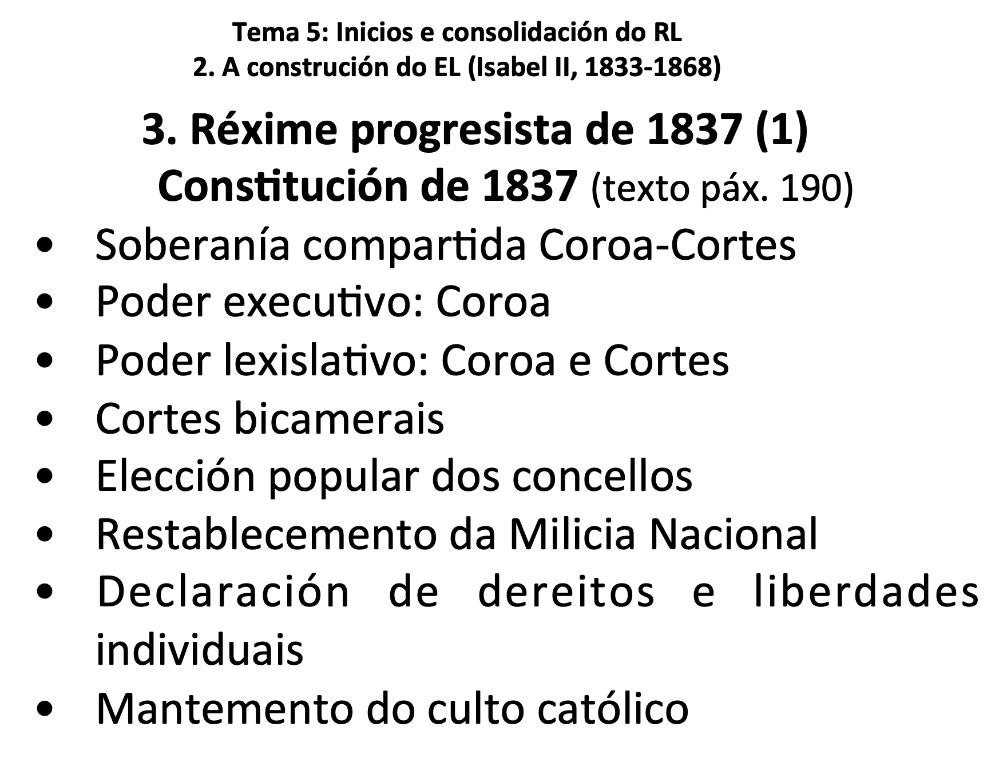 Tema 5: Inicios e consolidación do RL
2. A construción do EL (Isabel II, 1833-1868)
3. Réxime progresista de 1837 (1)
Constitución de 1837 (texto páx. 190)
• Soberanía compartida Coroa-Cortes
• Poder executivo: Coroa
• Poder lexislativo: Coroa e Cortes
• Cortes bicamerais
• Elección popular dos concellos
• Restablecemento da Milicia Nacional
• Declaración de dereitos e liberdades
individuais
• Mantemento do culto católico